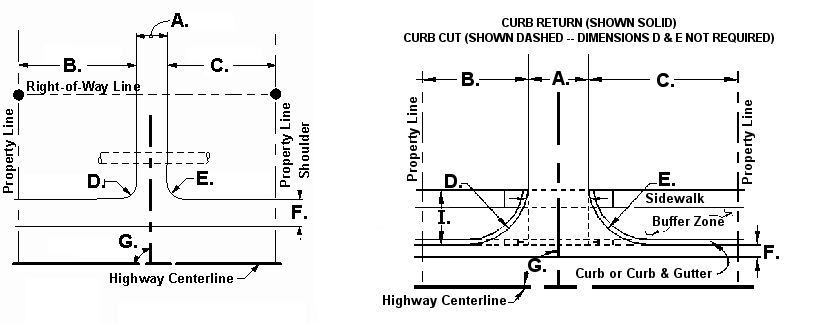 A.
B.
C.
Right-of-Way Line
Property Line
Property Line
Shoulder
D.
E.
F.
G.
Highway Centerline
CURB RETURN (SHOWN SOLID)
CURB CUT (SHOWN DASHED -- DIMENSIONS D & E NOT REQUIRED)
B.
A.
C.
Property Line
Property Line
D.
E.
Sidewalk
I.
Buffer Zone
F.
G.
Curb or Curb & Gutter
Highway Centerline